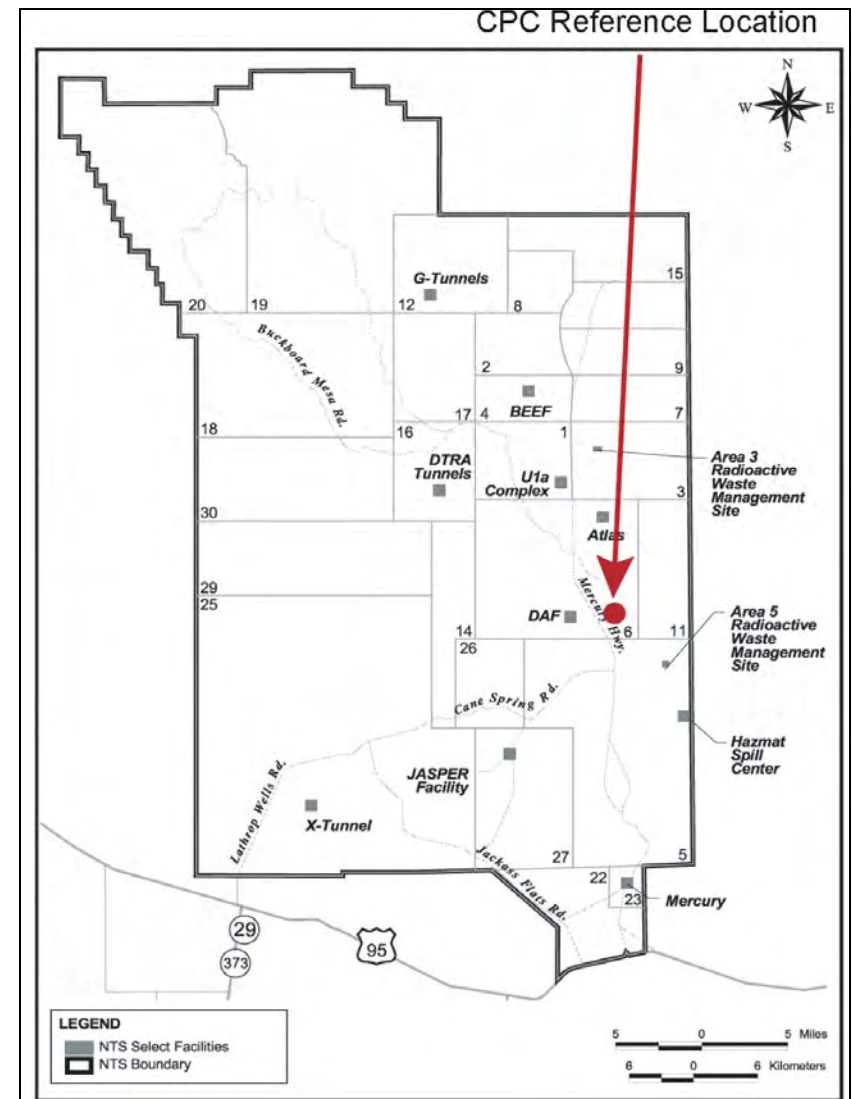 CPC Reference Location
N
W E
S
G-Tunnels
15
20 19 12 8
Buckboard Mesa Rd.
2 9
BEEF
17 4 1 7
18 16
DTRA
Tunnels
U1a
Complex
Area 3
Radioactive
Waste
Management
Site
3
30
Atlas
29
25
Mercury Hwy.
DAF
14 6 11
26
Area 5
Radioactive
Waste
Management
Site
Cane Spring Rd.
Hazmat
Spill
Center
JASPER
Facility
Lathrop Wells Rd.
X-Tunnel
Jackass Flats Rd.
27 5
22
23
Mercury
29
95
373
LEGEND
NTS Select Facilities
NTS Boundary
5 0 5 Miles
6 0 6 Kilometers